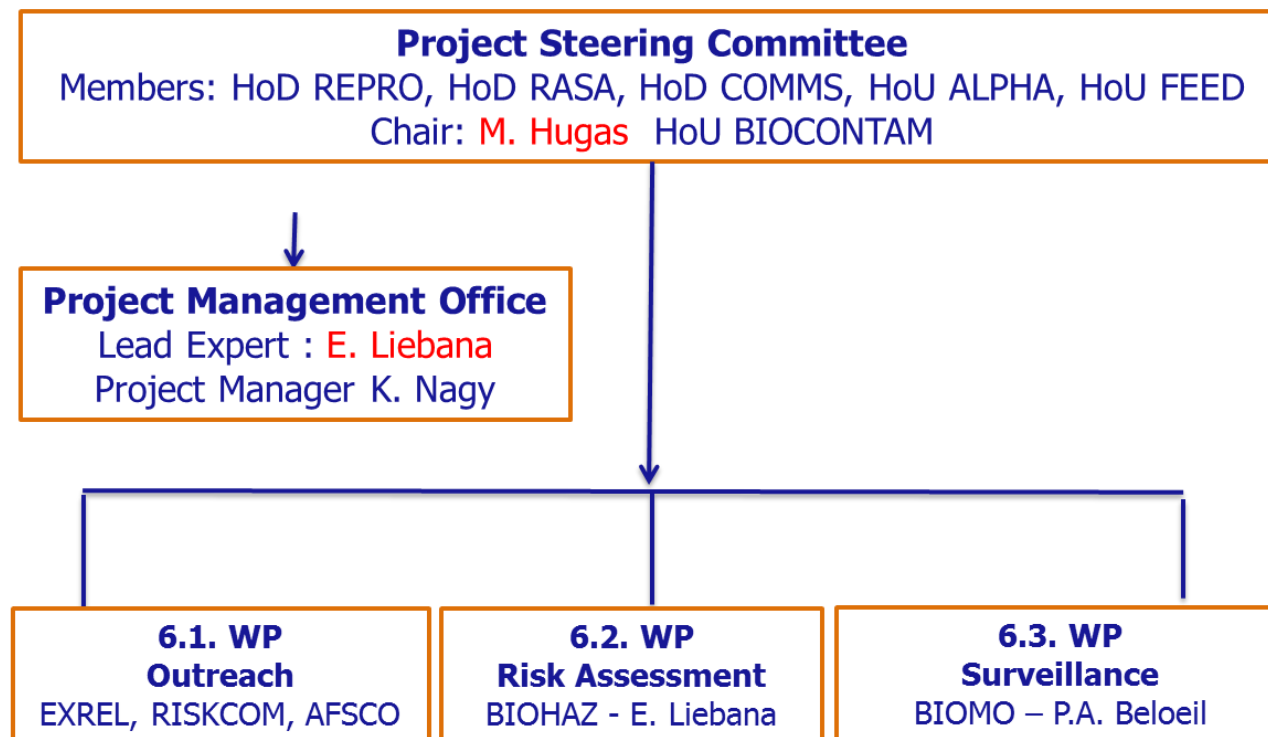 Project Steering Committee
Members: HoD REPRO, HoD RASA, HoD COMMS, HoU ALPHA, HoU FEED
Chair: M. Hugas HoU BIOCONTAM
Project Management Office
Lead Expert : E. Liebana
Project Manager K. Nagy
6.1. WP
Outreach
EXREL, RISKCOM, AFSCO
6.2. WP
Risk Assessment
BIOHAZ - E. Liebana
6.3. WP
Surveillance
BIOMO – P.A. Beloeil